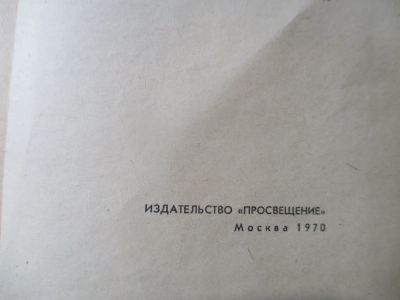 ИЗДАТЕЛЬСТВО «ПРОСВЕЩЕНИЕ»
Москва 1970